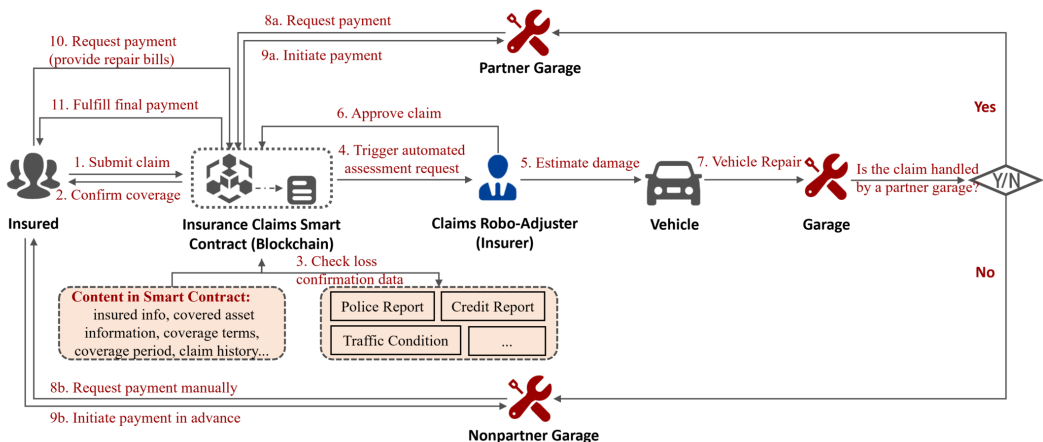 8a. Request payment
10. Request payment
(provide repair bills)
9a. Initiate payment
Partner Garage
11. Fulfill final payment
6. Approve claim
Yes
1. Submit claim
2. Confirm coverage
4. Trigger automated
assessment request
5. Estimate damage
7. Vehicle Repair
Is the claim handled
by a partner garage?
Y/N
Insured
Insurance Claims Smart
Contract (Blockchain)
Claims Robo-Adjuster
(Insurer)
Vehicle
Garage
3. Check loss
confirmation data
No
Content in Smart Contract:
insured info, covered asset
information, coverage terms,
coverage period, claim history...
Police Report
Credit Report
Traffic Condition
...
8b. Request payment manually
9b. Initiate payment in advance
Nonpartner Garage